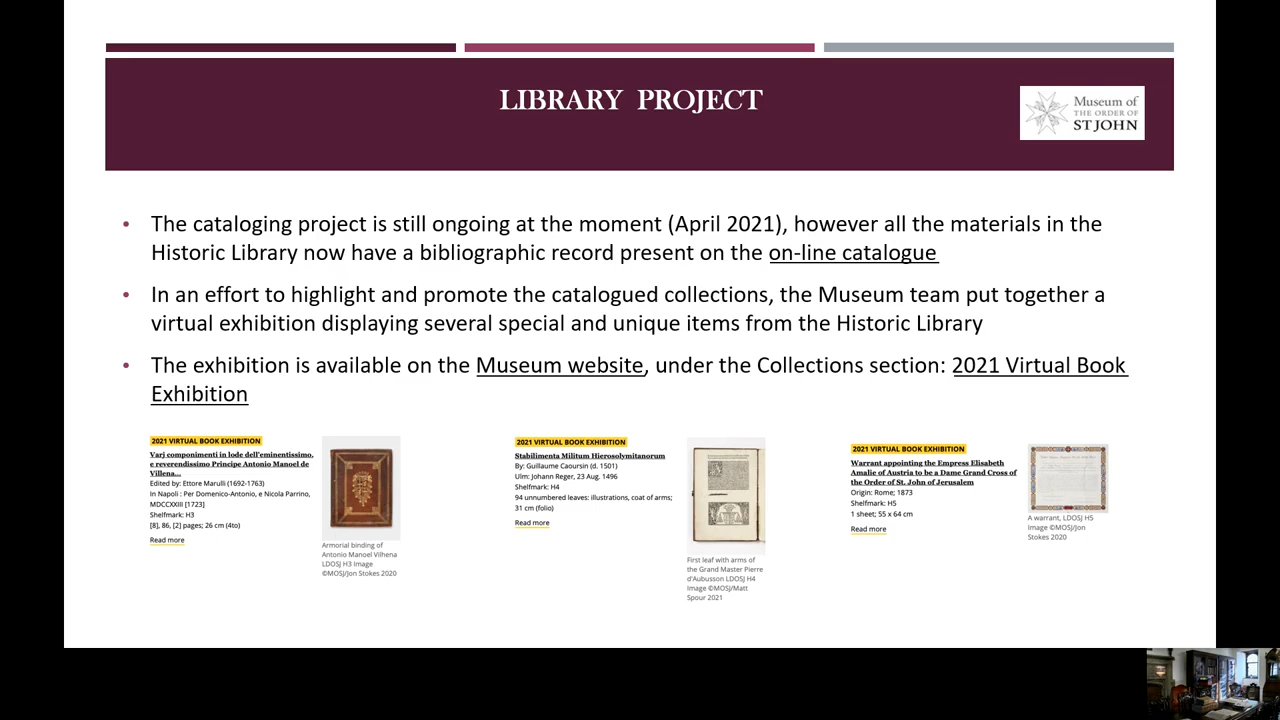 LIBRARY PROJECT
Museum of
THE ORDER OF
ST JOHN
• The cataloging project is still ongoing at the moment (April 2021), however all the materials in the
Historic Library now have a bibliographic record present on the on-line catalogue
• In an effort to highlight and promote the catalogued collections, the Museum team put together a
virtual exhibition displaying several special and unique items from the Historic Library
• The exhibition is available on the Museum website, under the Collections section: 2021 Virtual Book
Exhibition
2021 VIRTUAL BOOK EXHIBITION
Varj componimenti in lode dell'eminentissimo,
e reverendissimo Principe Antonio Manoel de
Villena...
Edited by: Ettore Marulli (1692-1763)
In Napoli : Per Domenico-Antonio, e Nicola Parrino,
MDCCXXIII [1723]
Shelfmark: H3
[8], 86, [2] pages; 26 cm (4to)
Read more
Armorial binding of
Antonio Manoel Vilhena
LDOSJ H3 Image
©MOSJ/Jon Stokes 2020
2021 VIRTUAL BOOK EXHIBITION
Stabilimenta Militum Hierosolymitanorum
By: Guillaume Caoursin (d. 1501)
Ulm: Johann Reger, 23 Aug. 1496
Shelfmark: H4
94 unnumbered leaves: illustrations, coat of arms;
31 cm (folio)
Read more
First leaf with arms of
the Grand Master Pierre
d'Aubusson LDOSJ H4
Image ©MOSJ/Matt
Spour 2021
2021 VIRTUAL BOOK EXHIBITION
Warrant appointing the Empress Elisabeth
Amalie of Austria to be a Dame Grand Cross of
the Order of St. John of Jerusalem
Origin: Rome; 1873
Shelfmark: H5
1 sheet; 55 x 64 cm
Read more
A warrant, LDOSJ H5
Image ©MOSJ/Jon
Stokes 2020